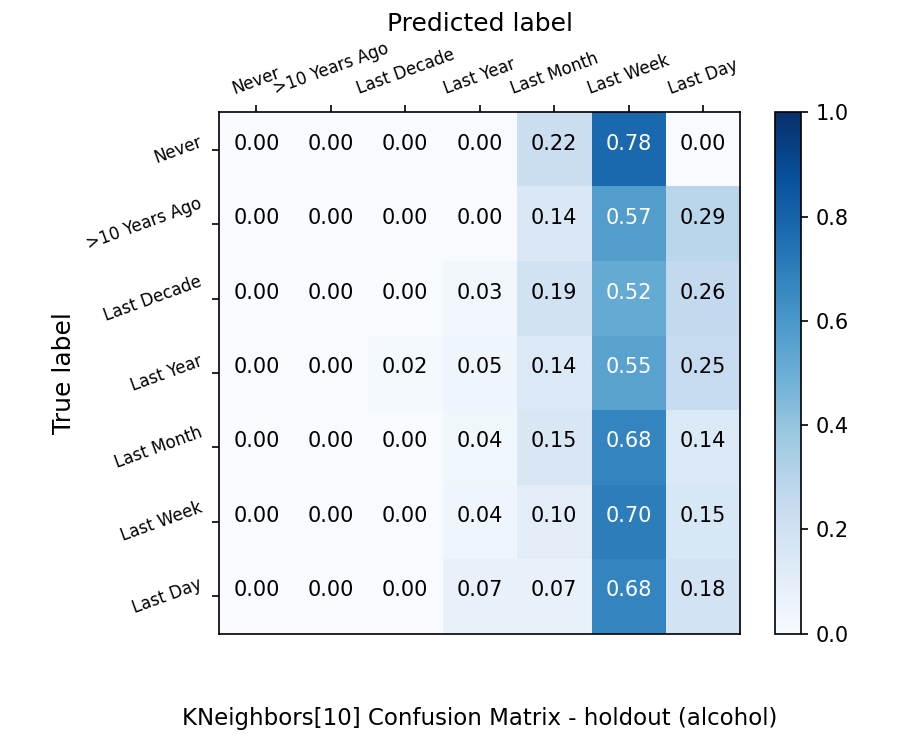 Predicted label
Never >10 Years Ago Last Decade Last Year Last Month Last Week Last Day
True label
Never 0.00 0.00 0.00 0.00 0.22 0.78 0.00
>10 Years Ago 0.00 0.00 0.00 0.00 0.14 0.57 0.29
Last Decade 0.00 0.00 0.00 0.03 0.19 0.52 0.26
Last Year 0.00 0.00 0.02 0.05 0.14 0.55 0.25
Last Month 0.00 0.00 0.00 0.04 0.15 0.68 0.14
Last Week 0.00 0.00 0.00 0.04 0.10 0.70 0.15
Last Day 0.00 0.00 0.00 0.07 0.07 0.68 0.18
1.0
0.8
0.6
0.4
0.2
0.0
KNeighbors[10] Confusion Matrix - holdout (alcohol)